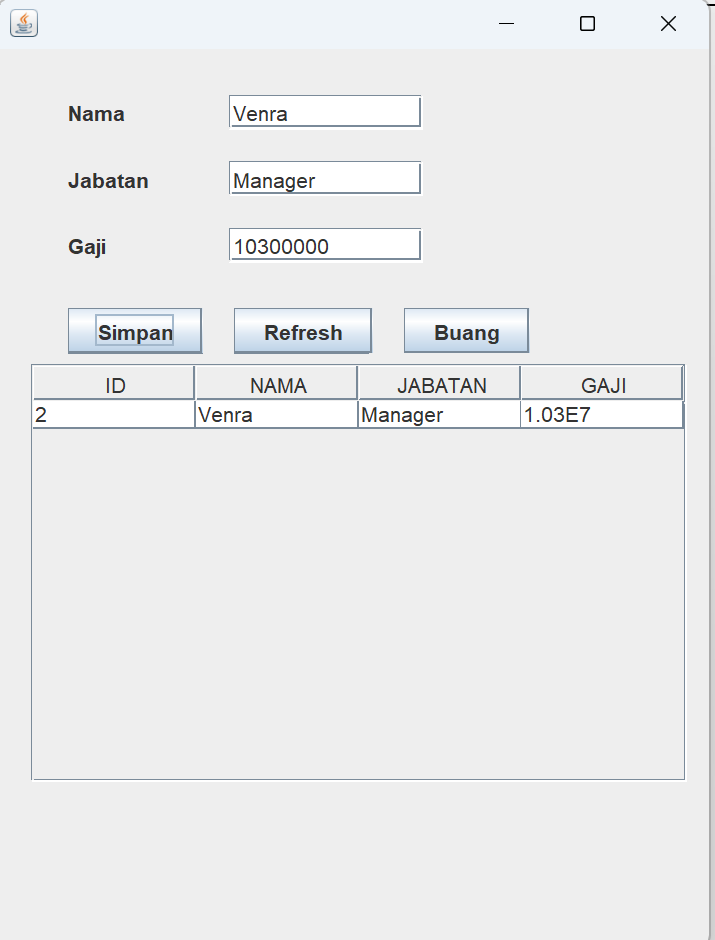 Nama Venra
Jabatan Manager
Gaji 10300000
Simpan Refresh Buang
ID NAMA JABATAN GAJI
2 Venra Manager 1.03E7